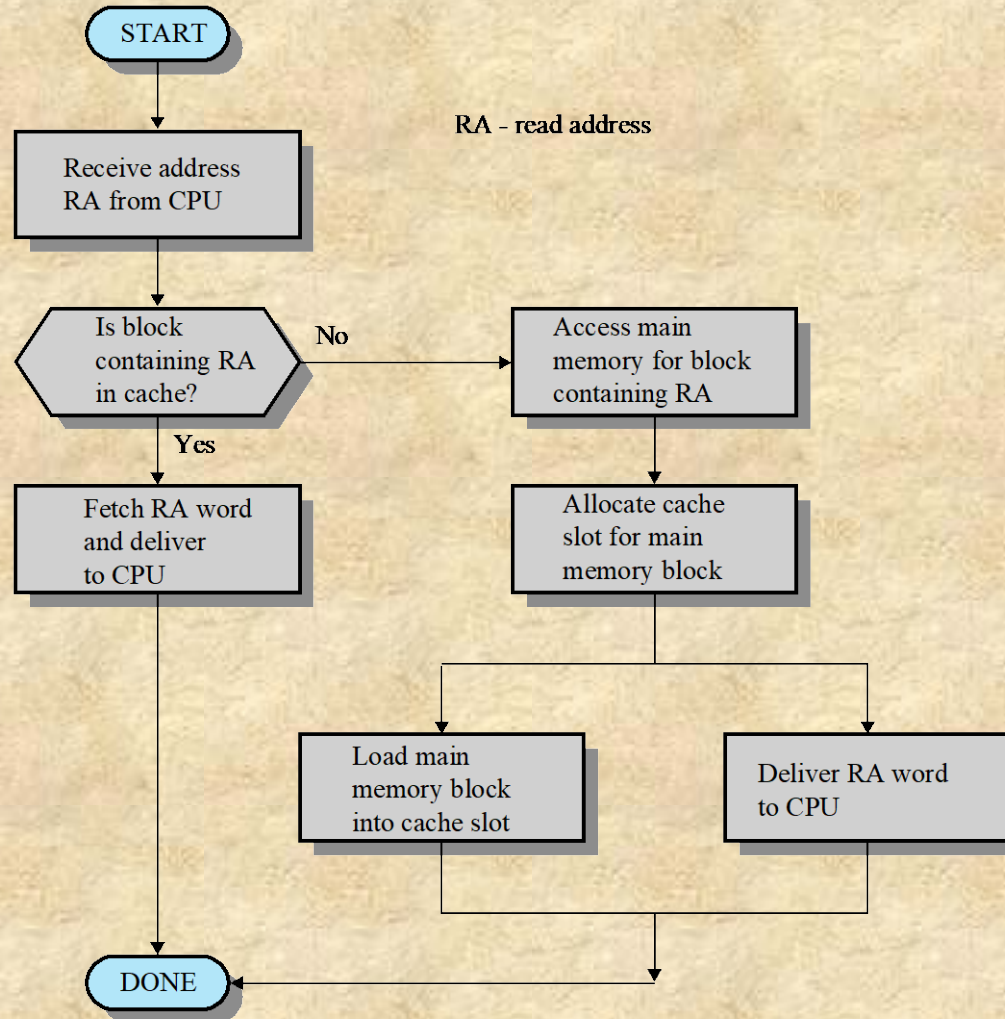 START
RA - read address
Receive address
RA from CPU
Is block
containing RA
in cache?
No
Access main
memory for block
containing RA
Yes
Fetch RA word
and deliver
to CPU
Allocate cache
slot for main
memory block
Load main
memory block
into cache slot
Deliver RA word
to CPU
DONE